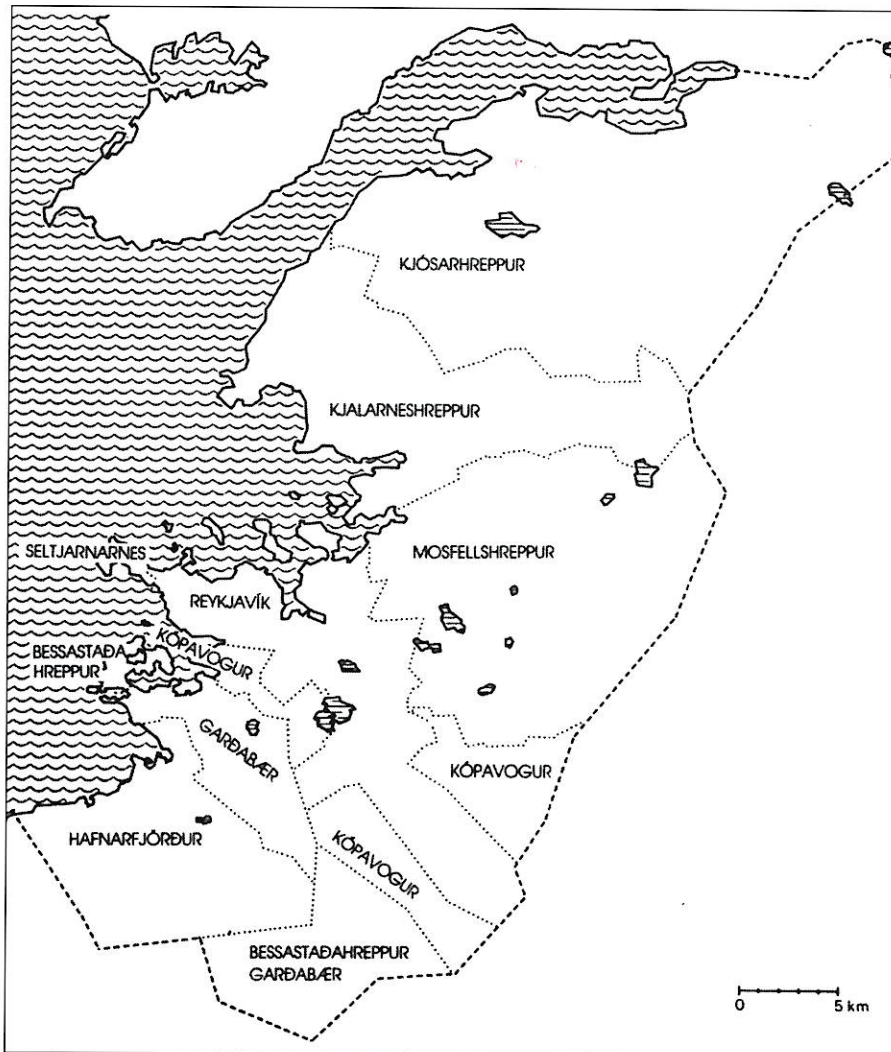 KJÓSARHREPPUR
KJALARNESHREPPUR
MOSFELLSHREPPUR
SELTJARNARNES
REYKJAVÍK
KÓPAVOGUR
BESSASTAÐA
HREPPUR
GARÐABÆR
KÓPAVOGUR
HAFNARFJÖRÐUR
KÓPAVOGUR
BESSASTAÐAHREPPUR
GARÐABÆR
0 5 km